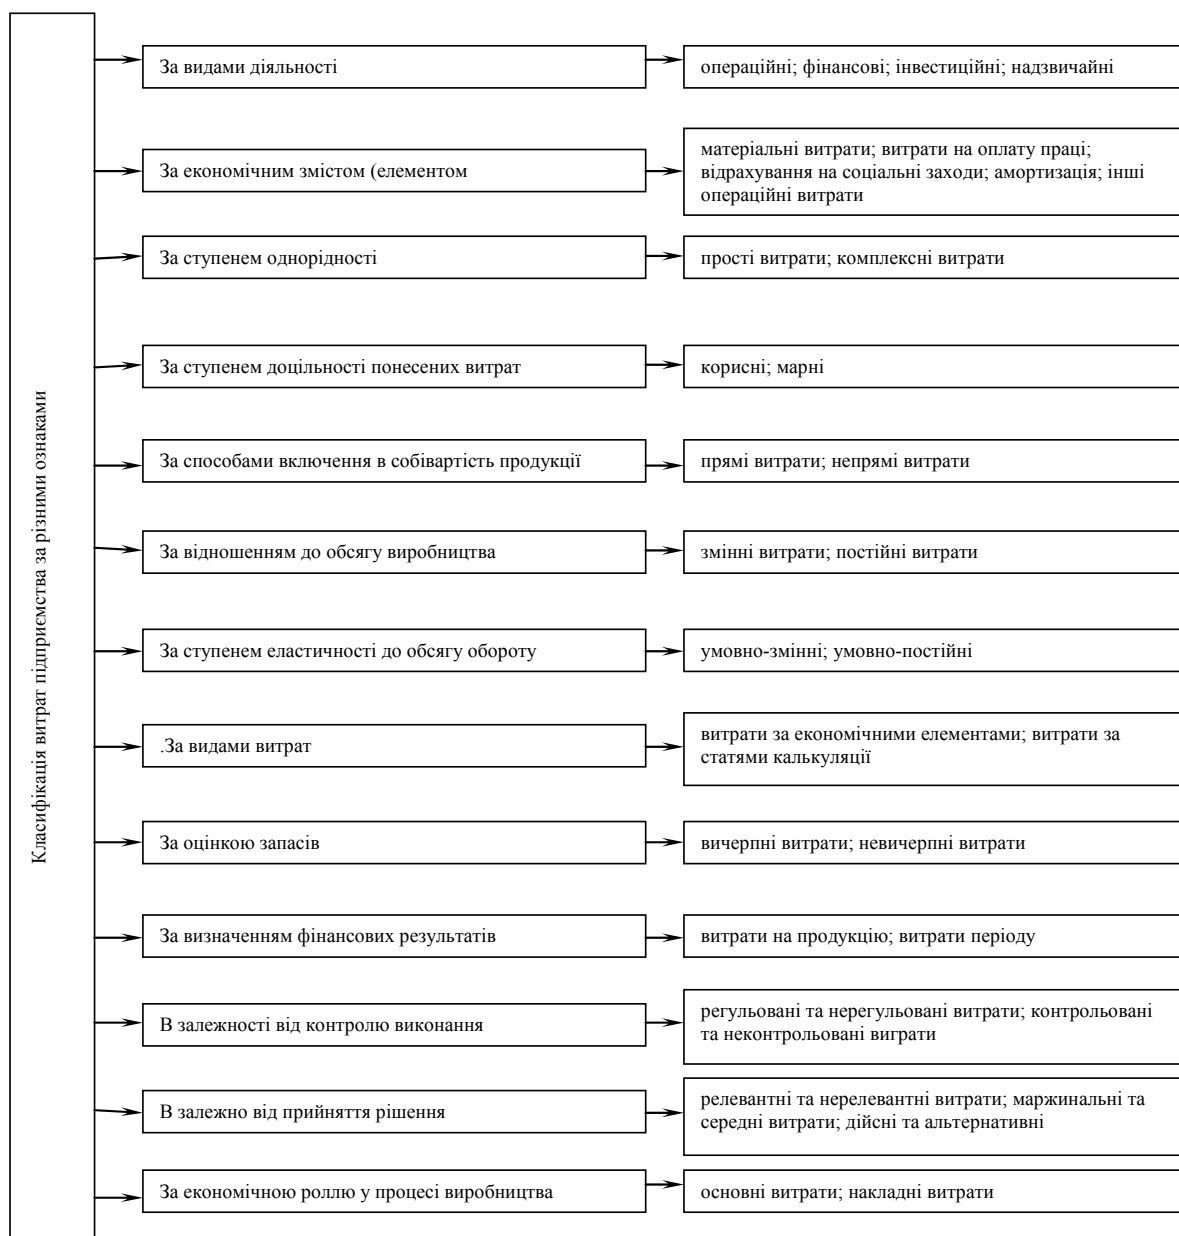 Класифікація витрат підприємства за різними ознаками
За видами діяльності
операційні; фінансові; інвестиційні; надзвичайні
За економічним змістом (елементом
матеріальні витрати; витрати на оплату праці;
відрахування на соціальні заходи; амортизація; інші
операційні витрати
За ступенем однорідності
прості витрати; комплексні витрати
За ступенем доцільності понесених витрат
корисні; марні
За способами включення в собівартість продукції
прямі витрати; непрямі витрати
За відношенням до обсягу виробництва
змінні витрати; постійні витрати
За ступенем еластичності до обсягу обороту
умовно-змінні; умовно-постійні
.За видами витрат
витрати за економічними елементами; витрати за
статями калькуляції
За оцінкою запасів
вичерпні витрати; невичерпні витрати
За визначенням фінансових результатів
витрати на продукцію; витрати періоду
В залежності від контролю виконання
регульовані та нерегульовані витрати; контрольовані
та неконтрольовані виграти
В залежно від прийняття рішення
релевантні та нерелевантні витрати; маржинальні та
середні витрати; дійсні та альтернативні
За економічною роллю у процесі виробництва
основні витрати; накладні витрати